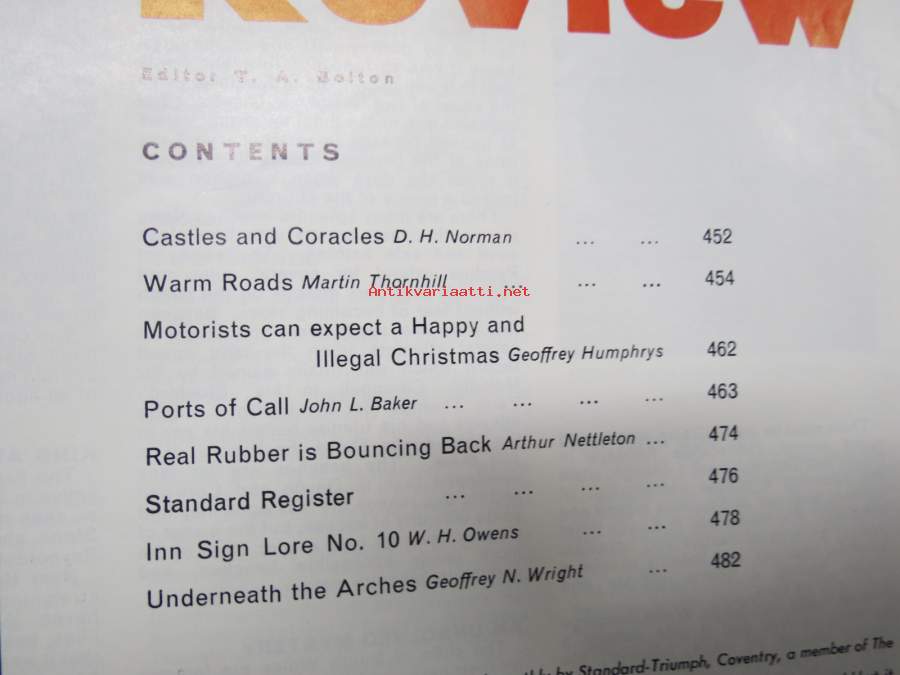 Review
Editor T. A. Bolton
CONTENTS
Castles and Coracles D. H. Norman ... ... 452
Warm Roads Martin Thornhill ... ... ... 454
Antikvariaatti.net
Motorists can expect a Happy and
Illegal Christmas Geoffrey Humphrys 462
Ports of Call John L. Baker ... ... ... ... 463
Real Rubber is Bouncing Back Arthur Nettleton ... 474
Standard Register ... ... ... ... 476
Inn Sign Lore No. 10 W. H. Owens ... ... 478
Underneath the Arches Geoffrey N. Wright ... 482
by Standard-Triumph, Coventry, a member of The